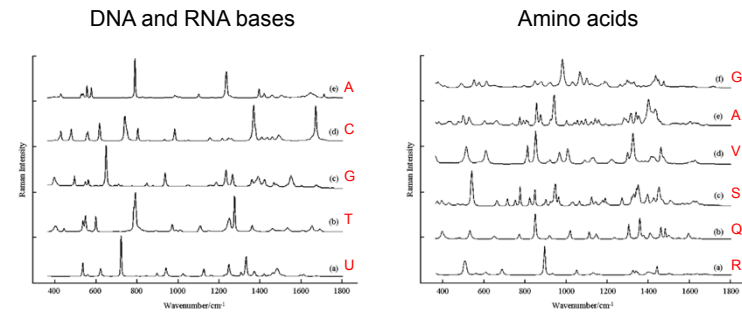 DNA and RNA bases
Raman Intensity
(e) A
(d) C
(c) G
(b) T
(a) U
400 600 800 1000 1200 1400 1600 1800
Wavenumber/cm⁻¹
Amino acids
Raman Intensity
(f) G
(e) A
(d) V
(c) S
(b) Q
(a) R
400 600 800 1000 1200 1400 1600 1800
Wavenumber/cm⁻¹